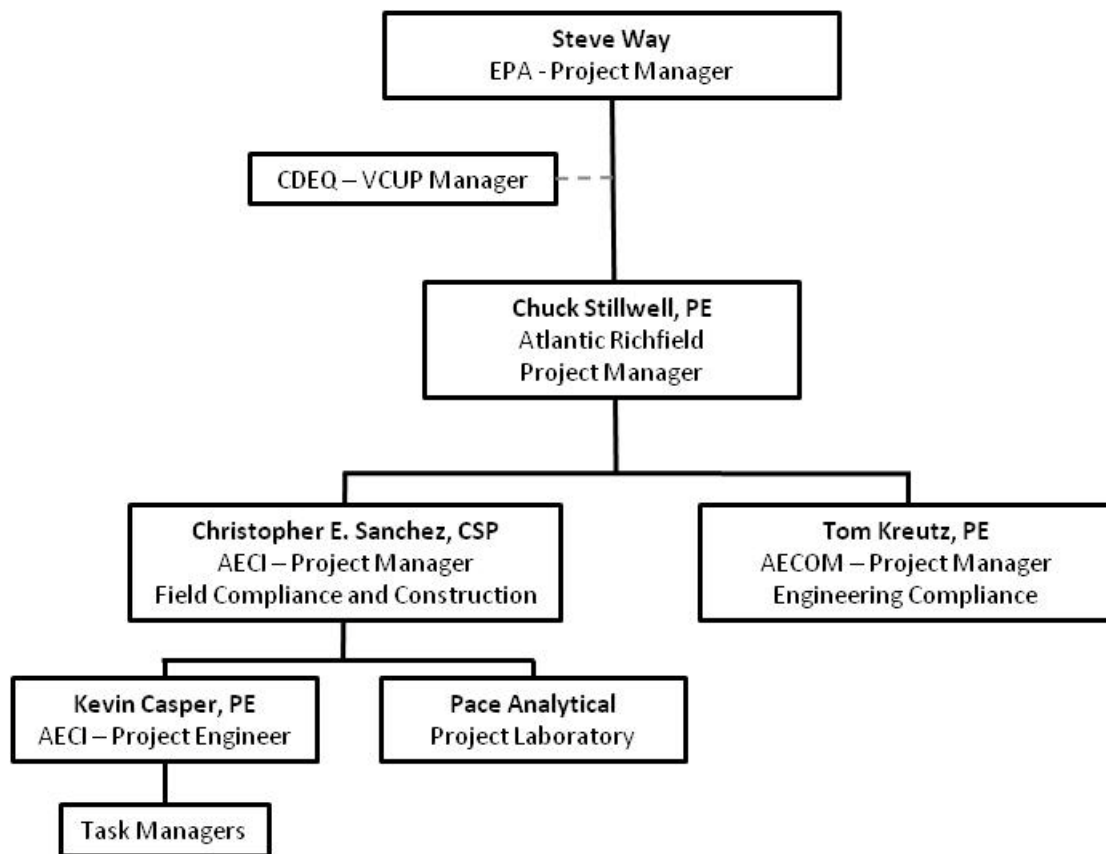 Steve Way
EPA - Project Manager
CDEQ – VCUP Manager
Chuck Stillwell, PE
Atlantic Richfield
Project Manager
Christopher E. Sanchez, CSP
AECI – Project Manager
Field Compliance and Construction
Tom Kreutz, PE
AECOM – Project Manager
Engineering Compliance
Kevin Casper, PE
AECI – Project Engineer
Pace Analytical
Project Laboratory
Task Managers